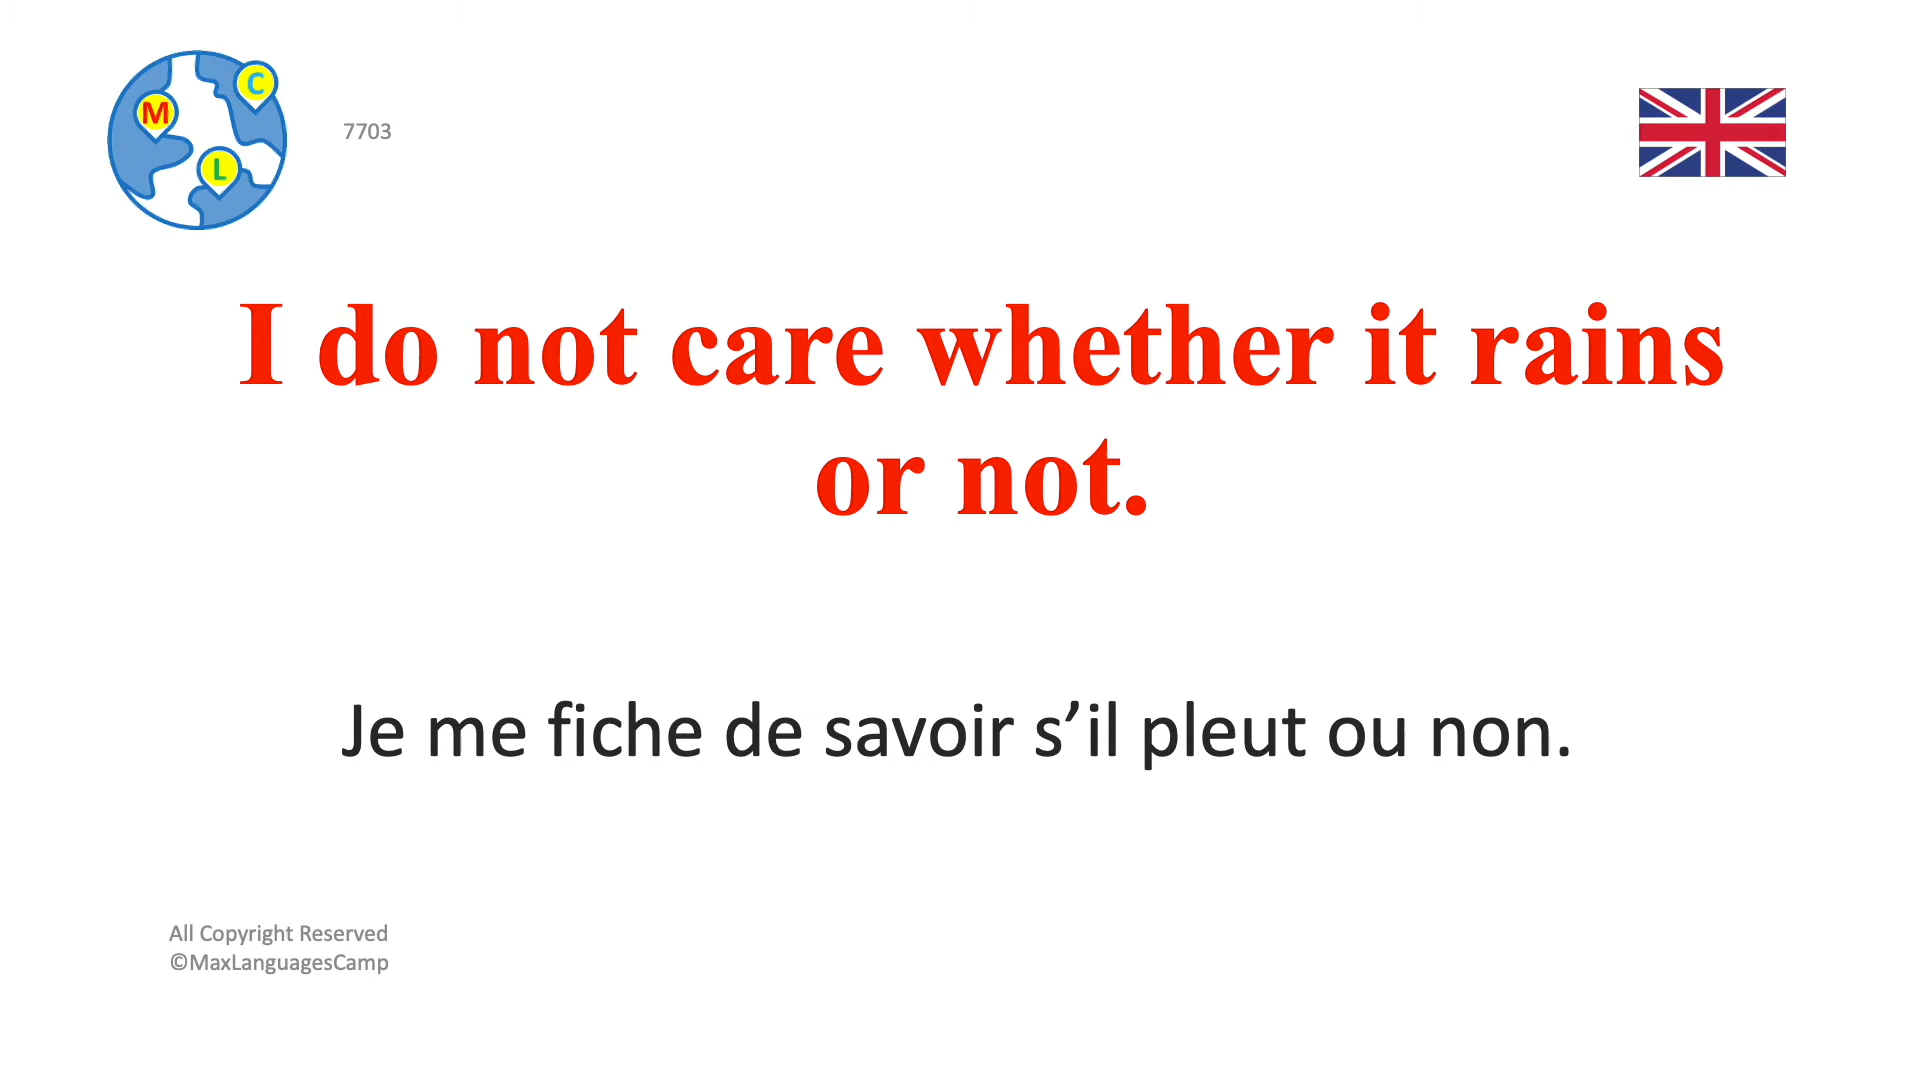 M
C
L
7703
I do not care whether it rains
or not.
Je me fiche de savoir s’il pleut ou non.
All Copyright Reserved
©MaxLanguagesCamp